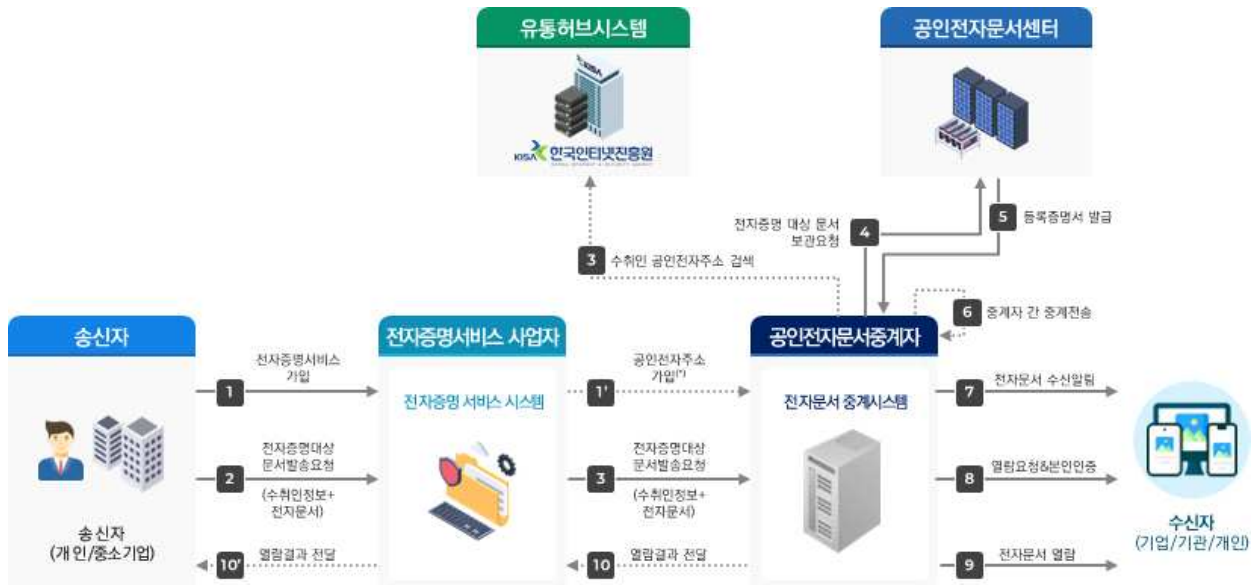 유통허브시스템
KISA
KISA 한국인터넷진흥원
공인전자문서센터
전자증명 대상 문서
보관요청
4
5
등록증명서 발급
3
수취인 공인전자주소 검색
6
중계자 간 중계전송
송신자
전자증명서비스 사업자
공인전자문서중계자
전자증명서비스
가입
1
공인전자주소
가입(*)
1'
전자문서 수신알림
7
전자증명 서비스 시스템
전자문서 중계시스템
전자증명대상
문서발송요청
2
(수취인정보+
전자문서)
전자증명대상
문서발송요청
3
(수취인정보+
전자문서)
열람요청&본인인증
8
송신자
(개인/중소기업)
수신자
(기업/기관/개인)
열람결과 전달
10'
열람결과 전달
10
전자문서 열람
9